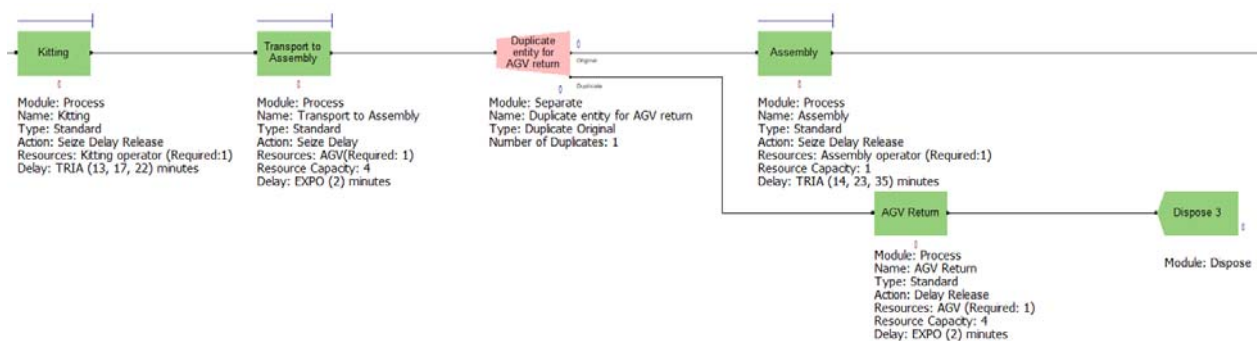 Kitting
Module: Process
Name: Kitting
Type: Standard
Action: Seize Delay Release
Resources: Kitting operator (Required:1)
Delay: TRIA (13, 17, 22) minutes
Transport to
Assembly
Module: Process
Name: Transport to Assembly
Type: Standard
Action: Seize Delay
Resources: AGV(Required: 1)
Resource Capacity: 4
Delay: EXPO (2) minutes
Duplicate
entity for
AGV return
0
Original
Duplicate
0
Module: Separate
Name: Duplicate entity for AGV return
Type: Duplicate Original
Number of Duplicates: 1
Assembly
Module: Process
Name: Assembly
Type: Standard
Action: Seize Delay Release
Resources: Assembly operator (Required:1)
Resource Capacity: 1
Delay: TRIA (14, 23, 35) minutes
AGV Return
Module: Process
Name: AGV Return
Type: Standard
Action: Delay Release
Resources: AGV (Required: 1)
Resource Capacity: 4
Delay: EXPO (2) minutes
Dispose 3
Module: Dispose